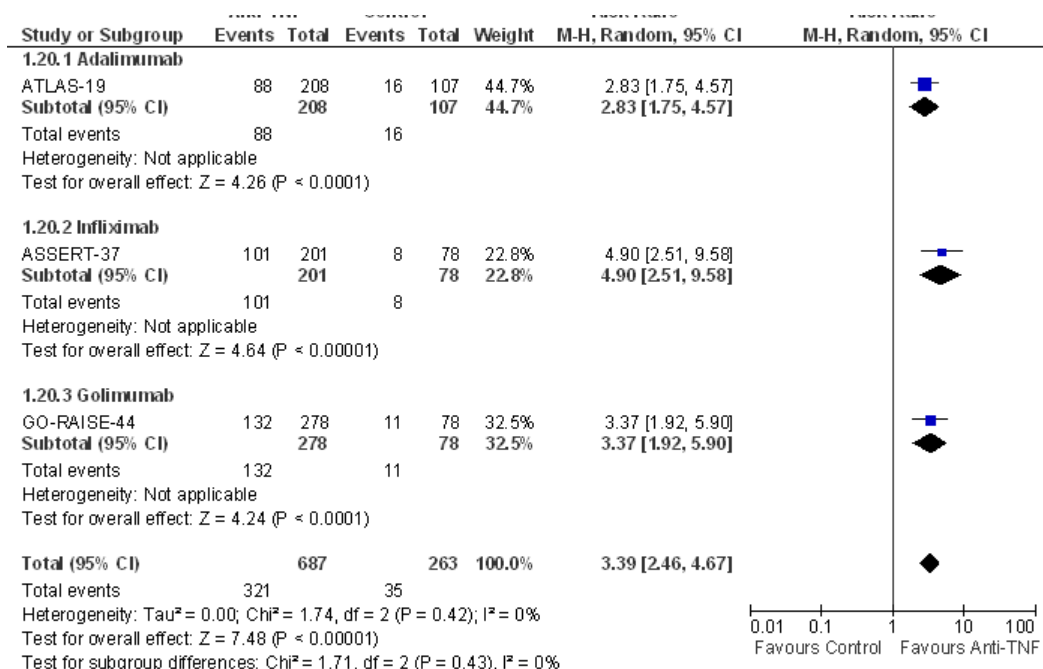 Study or Subgroup Events Total Events Total Weight M-H, Random, 95% CI M-H, Random, 95% CI
1.20.1 Adalimumab
ATLAS-19 88 208 16 107 44.7% 2.83 [1.75, 4.57]
Subtotal (95% CI) 208 107 44.7% 2.83 [1.75, 4.57]
Total events 88 16
Heterogeneity: Not applicable
Test for overall effect: Z = 4.26 (P < 0.0001)
1.20.2 Infliximab
ASSERT-37 101 201 8 78 22.8% 4.90 [2.51, 9.58]
Subtotal (95% CI) 201 78 22.8% 4.90 [2.51, 9.58]
Total events 101 8
Heterogeneity: Not applicable
Test for overall effect: Z = 4.64 (P < 0.00001)
1.20.3 Golimumab
GO-RAISE-44 132 278 11 78 32.5% 3.37 [1.92, 5.90]
Subtotal (95% CI) 278 78 32.5% 3.37 [1.92, 5.90]
Total events 132 11
Heterogeneity: Not applicable
Test for overall effect: Z = 4.24 (P < 0.0001)
Total (95% CI) 687 263 100.0% 3.39 [2.46, 4.67]
Total events 321 35
Heterogeneity: Tau² = 0.00; Chi² = 1.74, df = 2 (P = 0.42); I² = 0%
Test for overall effect: Z = 7.48 (P < 0.00001)
Test for subgroup differences: Chi² = 1.71, df = 2 (P = 0.43), I² = 0%
0.01 0.1 1 10 100
Favours Control Favours Anti-TNF